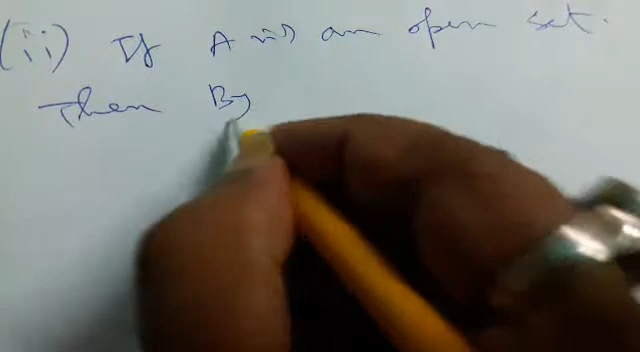 (ii) If A is an open set.
Then By